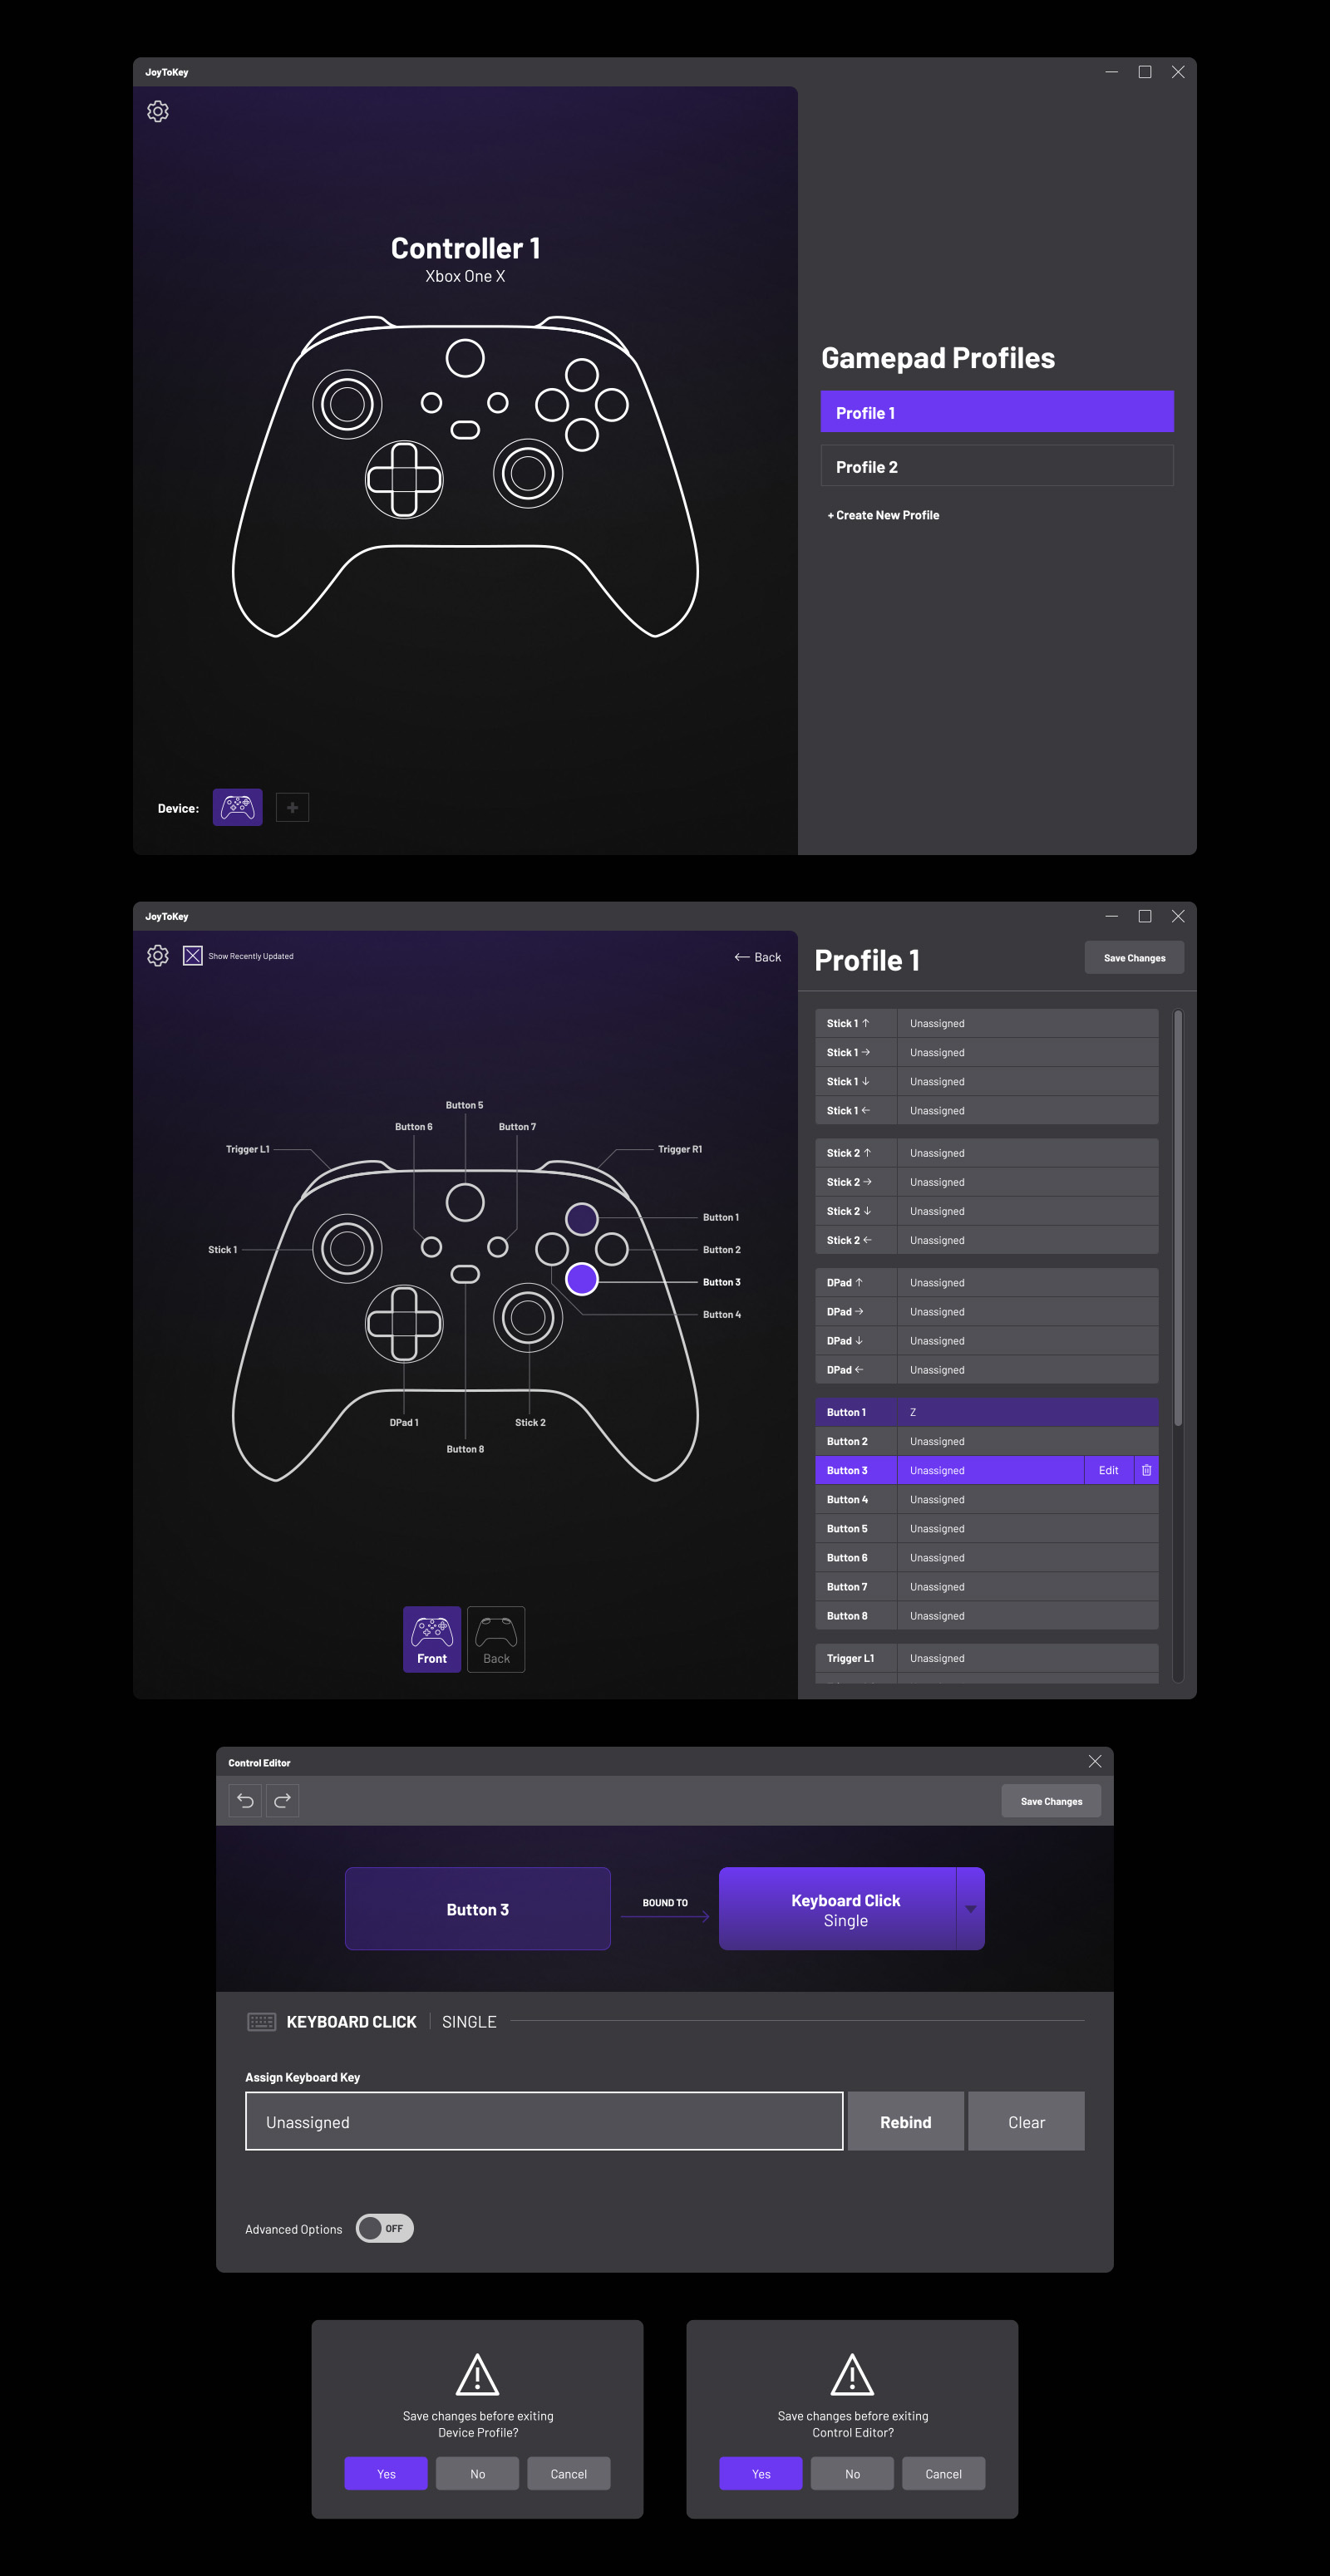 JoyToKey
Controller 1
Xbox One X
Device:
Gamepad Profiles
Profile 1
Profile 2
+ Create New Profile
JoyToKey
Show Recently Updated
← Back
Button 5
Button 6
Button 7
Trigger L1
Trigger R1
Button 1
Stick 1
Button 2
Button 3
Button 4
DPad 1
Stick 2
Button 8
Front
Back
Profile 1
Save Changes
Stick 1 ↑ Unassigned
Stick 1 → Unassigned
Stick 1 ↓ Unassigned
Stick 1 ← Unassigned
Stick 2 ↑ Unassigned
Stick 2 → Unassigned
Stick 2 ↓ Unassigned
Stick 2 ← Unassigned
DPad ↑ Unassigned
DPad → Unassigned
DPad ↓ Unassigned
DPad ← Unassigned
Button 1 Z
Button 2 Unassigned
Button 3 Unassigned Edit
Button 4 Unassigned
Button 5 Unassigned
Button 6 Unassigned
Button 7 Unassigned
Button 8 Unassigned
Trigger L1 Unassigned
Control Editor
Save Changes
Button 3
BOUND TO
Keyboard Click
Single
KEYBOARD CLICK | SINGLE
Assign Keyboard Key
Unassigned
Rebind
Clear
Advanced Options OFF
Save changes before exiting
Device Profile?
Yes No Cancel
Save changes before exiting
Control Editor?
Yes No Cancel